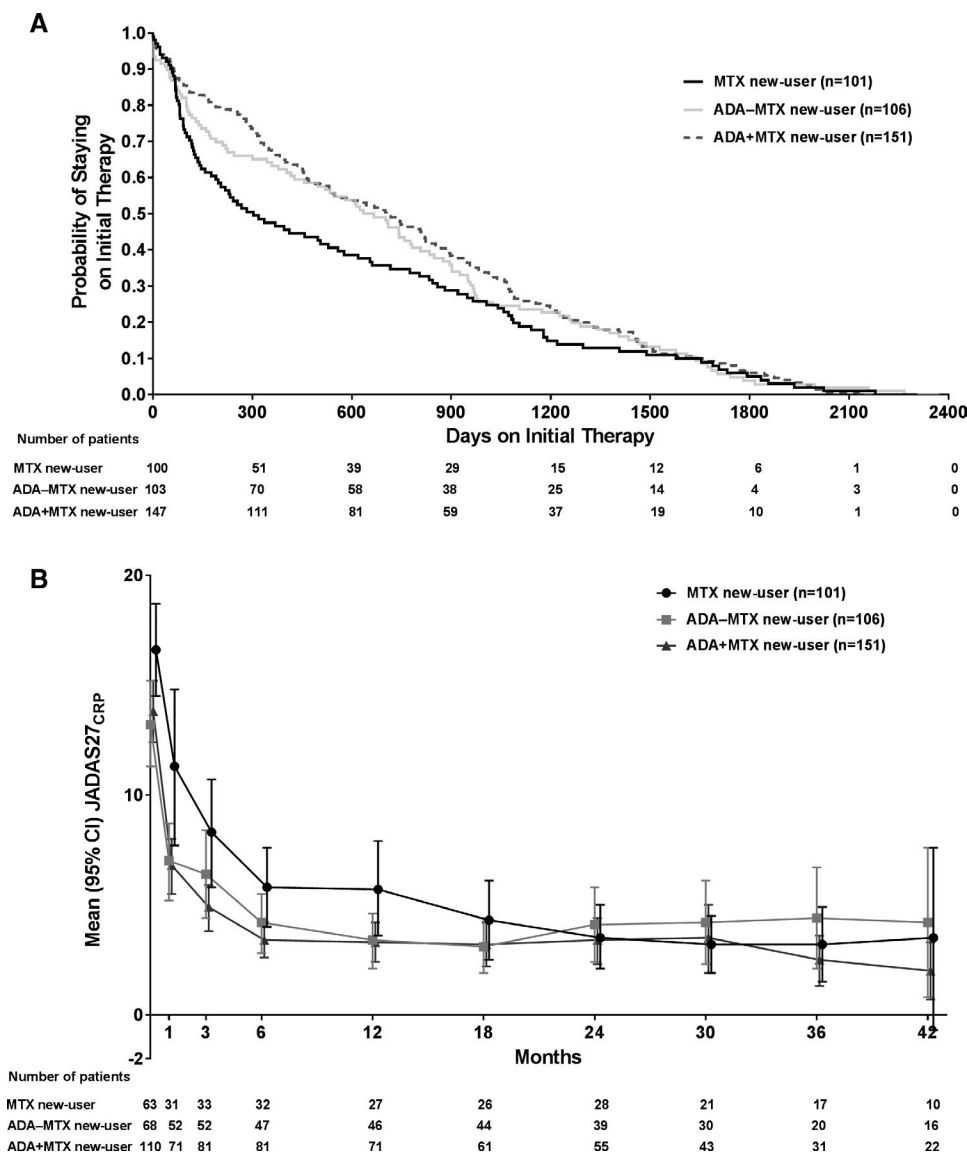 A
1.0
0.9
0.8
0.7
0.6
0.5
0.4
0.3
0.2
0.1
0.0
Probability of Staying
on Initial Therapy
MTX new-user (n=101)
ADA–MTX new-user (n=106)
ADA+MTX new-user (n=151)
0 300 600 900 1200 1500 1800 2100 2400
Days on Initial Therapy
Number of patients
MTX new-user 100 51 39 29 15 12 6 1 0
ADA–MTX new-user 103 70 58 38 25 14 4 3 0
ADA+MTX new-user 147 111 81 59 37 19 10 1 0
B
20
10
0
-2
Mean (95% CI) JADAS27CRP
MTX new-user (n=101)
ADA–MTX new-user (n=106)
ADA+MTX new-user (n=151)
1 3 6 12 18 24 30 36 42
Months
Number of patients
MTX new-user 63 31 33 32 27 26 28 21 17 10
ADA–MTX new-user 68 52 52 47 46 44 39 30 20 16
ADA+MTX new-user 110 71 81 81 71 61 55 43 31 22